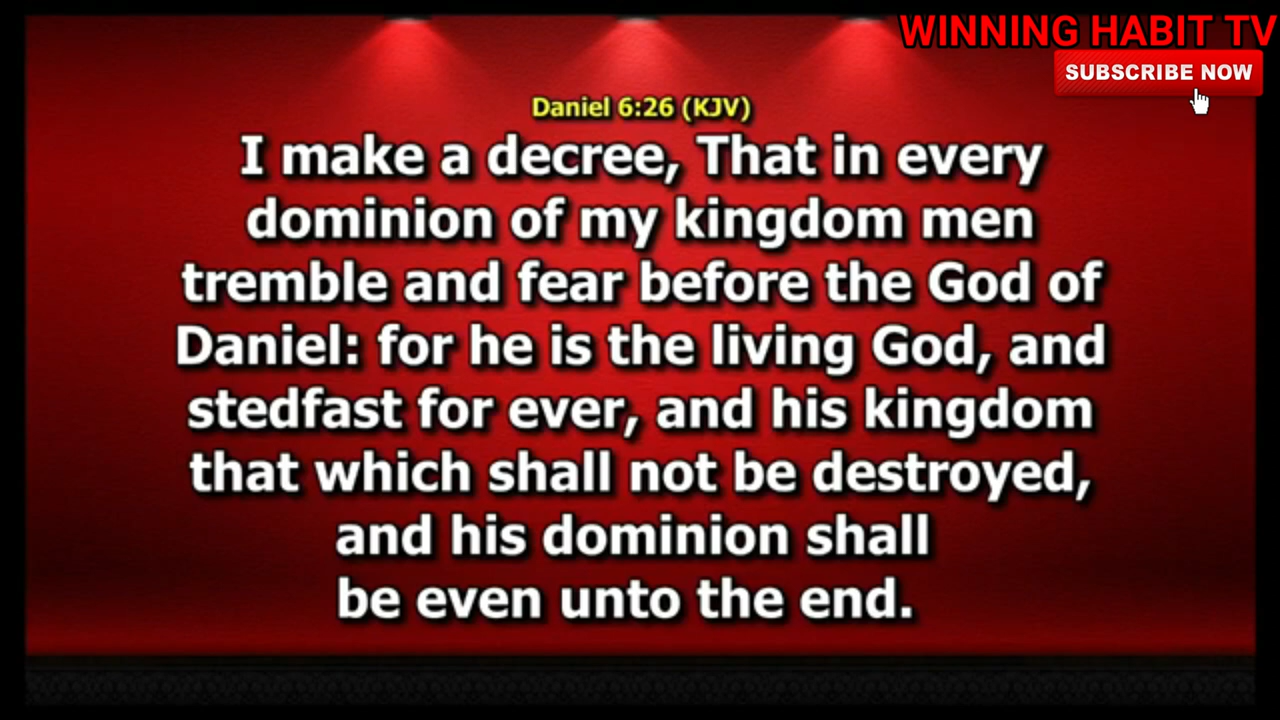 WINNING HABIT TV
SUBSCRIBE NOW
Daniel 6:26 (KJV)
I make a decree, That in every
dominion of my kingdom men
tremble and fear before the God of
Daniel: for he is the living God, and
stedfast for ever, and his kingdom
that which shall not be destroyed,
and his dominion shall
be even unto the end.